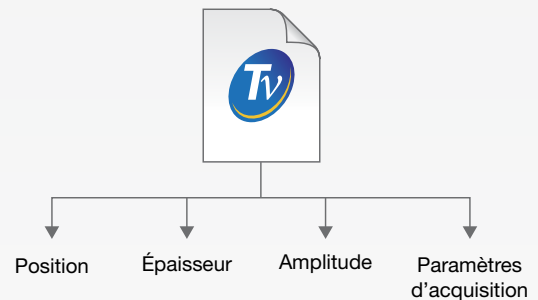 Tv
Position
Épaisseur
Amplitude
Paramètres
d'acquisition